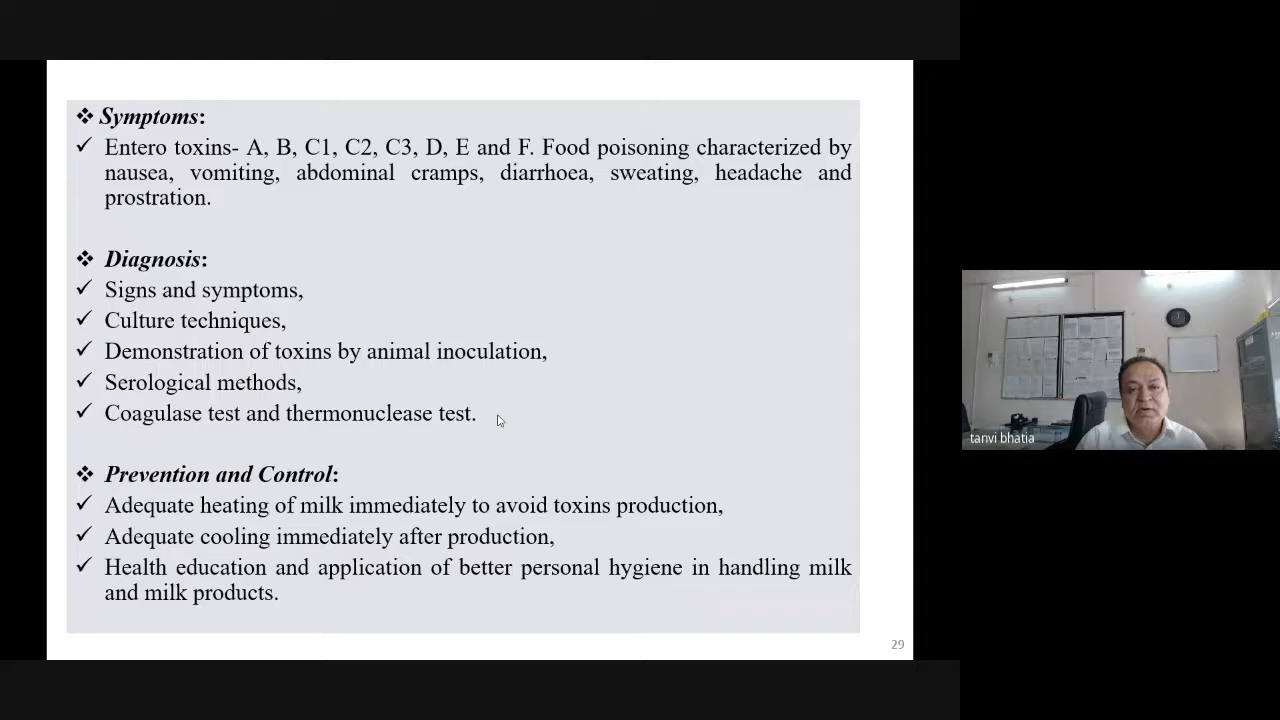 ❖ Symptoms:
✓ Entero toxins- A, B, C1, C2, C3, D, E and F. Food poisoning characterized by
nausea, vomiting, abdominal cramps, diarrhoea, sweating, headache and
prostration.
❖ Diagnosis:
✓ Signs and symptoms,
✓ Culture techniques,
✓ Demonstration of toxins by animal inoculation,
✓ Serological methods,
✓ Coagulase test and thermonuclease test.
❖ Prevention and Control:
✓ Adequate heating of milk immediately to avoid toxins production,
✓ Adequate cooling immediately after production,
✓ Health education and application of better personal hygiene in handling milk
and milk products.
29
tanvi bhatia